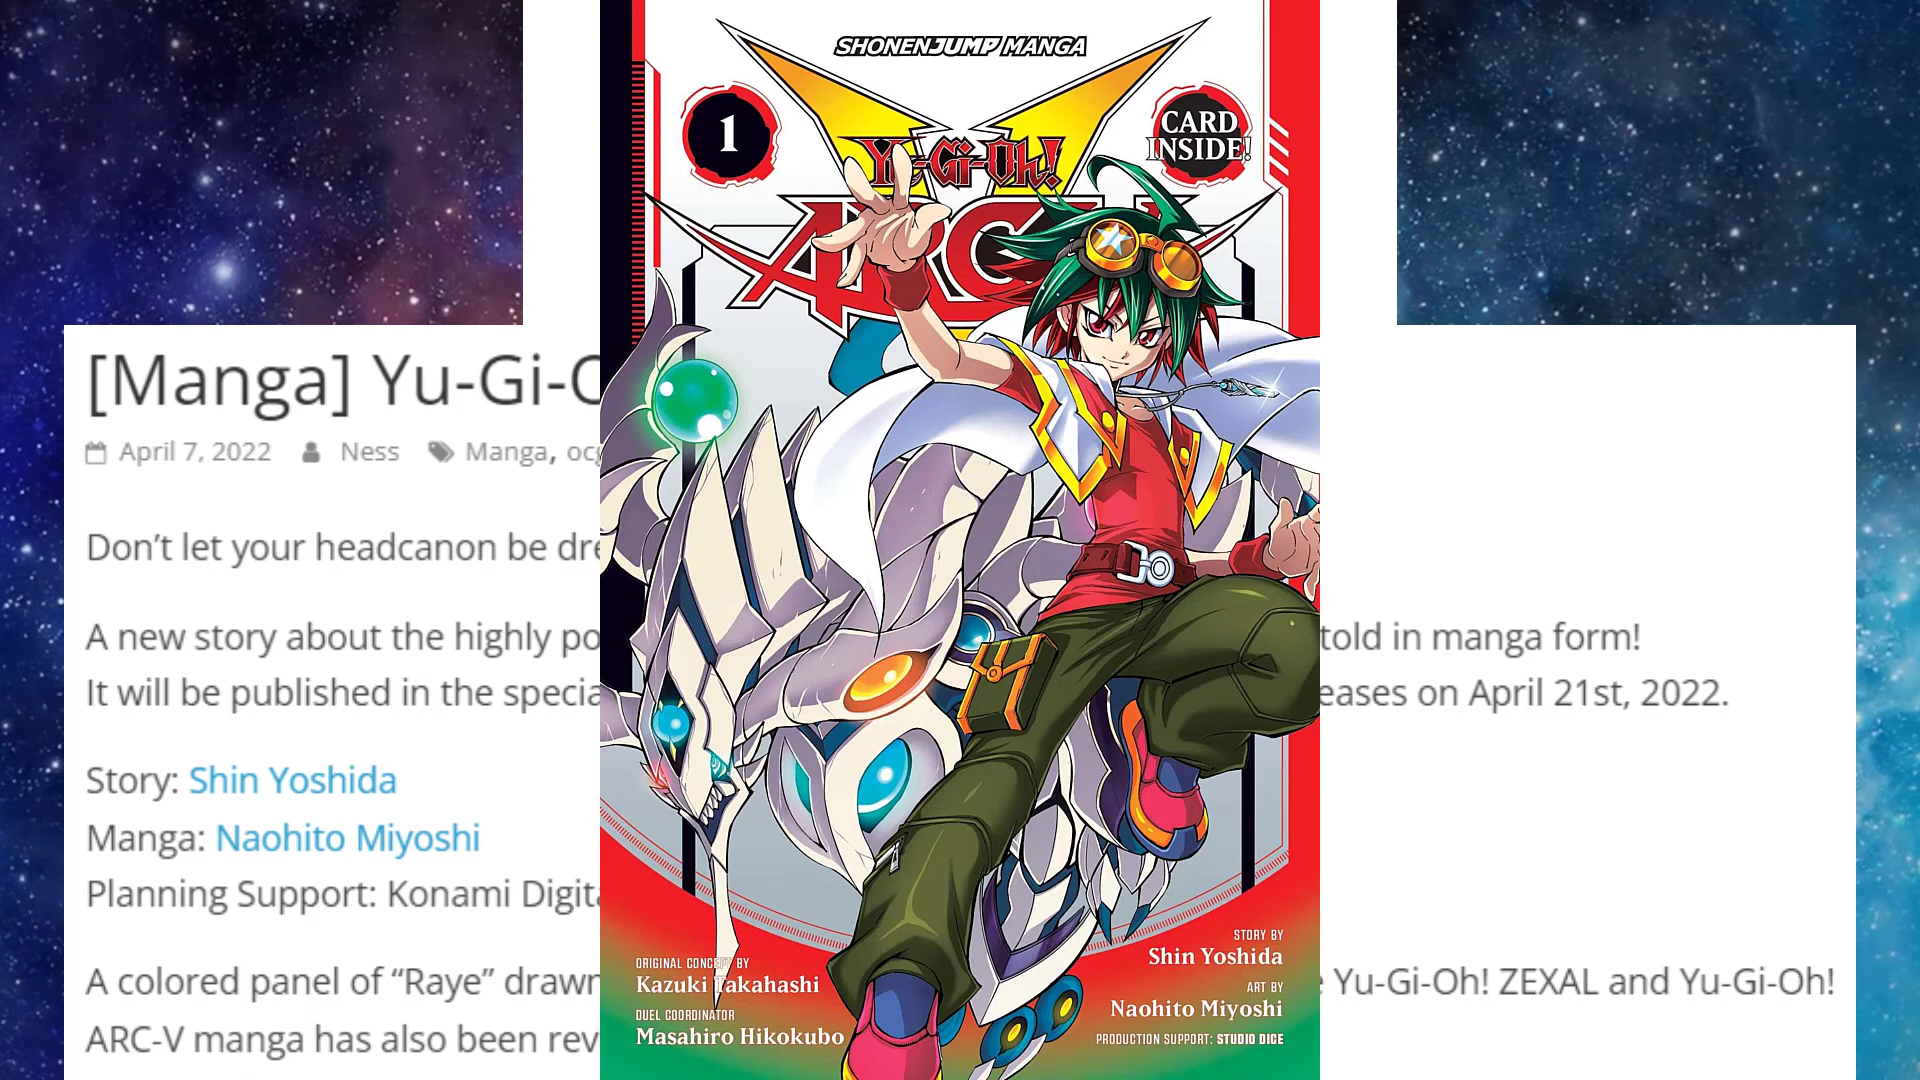 SHONEN JUMP MANGA
1
CARD
INSIDE!
Yu-Gi-Oh!
ARC-V
[Manga] Yu-Gi-O
April 7, 2022 Ness Manga, ocg
Don’t let your headcanon be dre
A new story about the highly po
told in manga form!
It will be published in the specia
eases on April 21st, 2022.
Story: Shin Yoshida
Manga: Naohito Miyoshi
Planning Support: Konami Digita
A colored panel of “Raye” drawn
e Yu-Gi-Oh! ZEXAL and Yu-Gi-Oh!
ARC-V manga has also been rev
ORIGINAL CONCEPT BY
Kazuki Takahashi
DUEL COORDINATOR
Masahiro Hikokubo
STORY BY
Shin Yoshida
ART BY
Naohito Miyoshi
PRODUCTION SUPPORT: STUDIO DICE